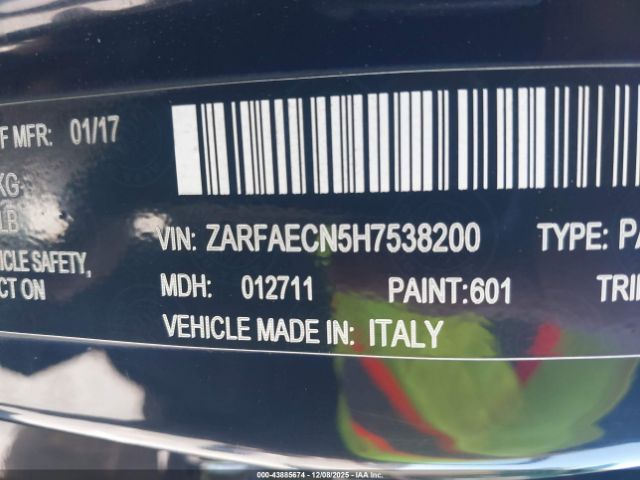 F MFR: 01/17
KG
LB
VIN: ZARFAECN5H7538200 TYPE: PA
HICLE SAFETY,
CT ON
MDH: 012711 PAINT:601 TRI
VEHICLE MADE IN: ITALY
000-43885674 | 12/08/2025 - IAA Inc.